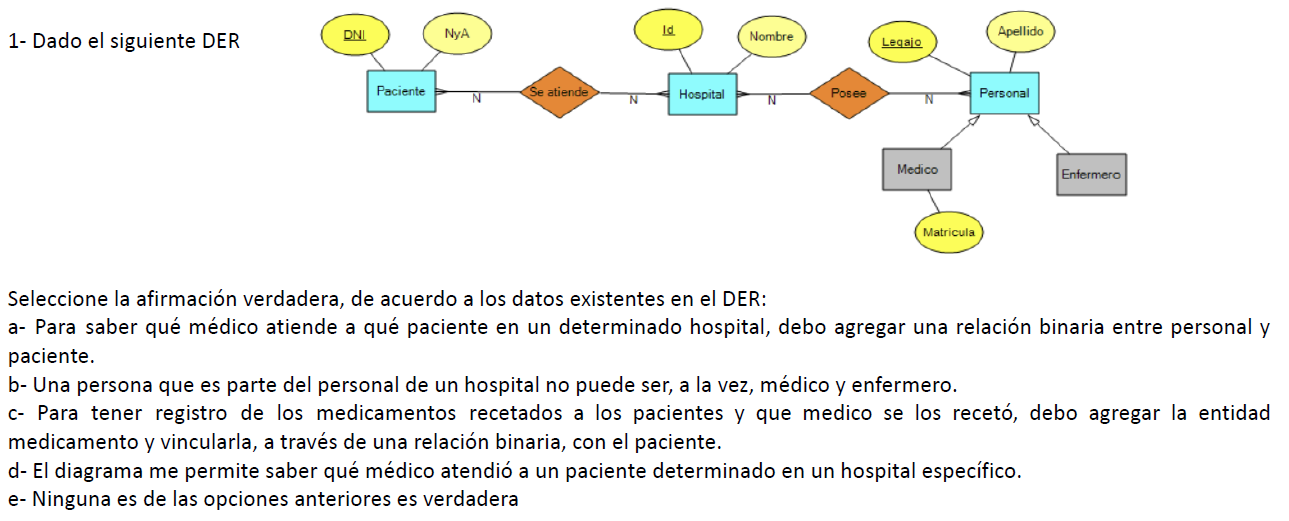 1- Dado el siguiente DER
DNI
NyA
Id
Nombre
Legajo
Apellido
Paciente
N
Se atiende
N
Hospital
N
Posee
N
Personal
Medico
Enfermero
Matricula
Seleccione la afirmación verdadera, de acuerdo a los datos existentes en el DER:
a- Para saber qué médico atiende a qué paciente en un determinado hospital, debo agregar una relación binaria entre personal y
paciente.
b- Una persona que es parte del personal de un hospital no puede ser, a la vez, médico y enfermero.
c- Para tener registro de los medicamentos recetados a los pacientes y que medico se los recetó, debo agregar la entidad
medicamento y vincularla, a través de una relación binaria, con el paciente.
d- El diagrama me permite saber qué médico atendió a un paciente determinado en un hospital específico.
e- Ninguna es de las opciones anteriores es verdadera